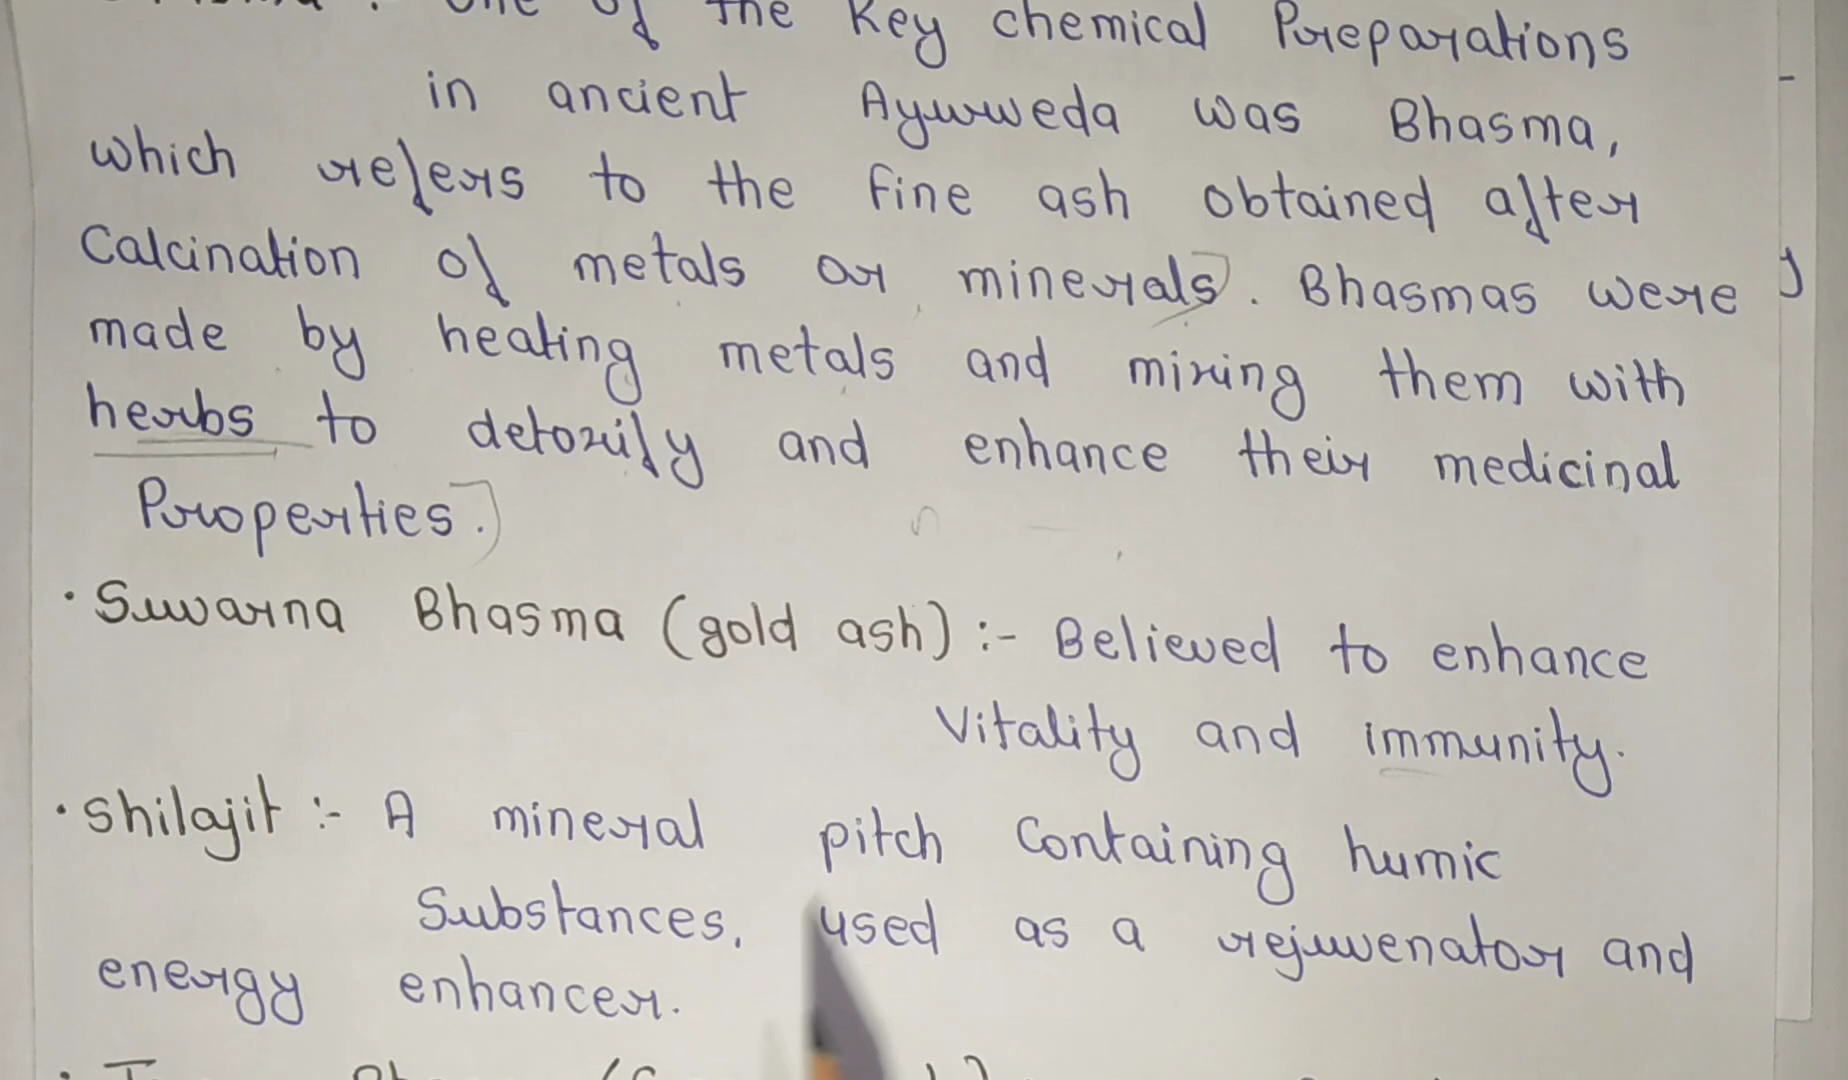 one of the Key chemical Preparations
in ancient Ayurveda was Bhasma,
which refers to the fine ash obtained after
Calcination of metals or minerals. Bhasmas were
made by heating metals and mixing them with
herbs to detoxify and enhance their medicinal
Properties.
• Suwarna Bhasma (gold ash) :- Believed to enhance
Vitality and immunity.
• shilajit :- A mineral pitch Containing humic
Substances, used as a rejuvenator and
energy enhancer.